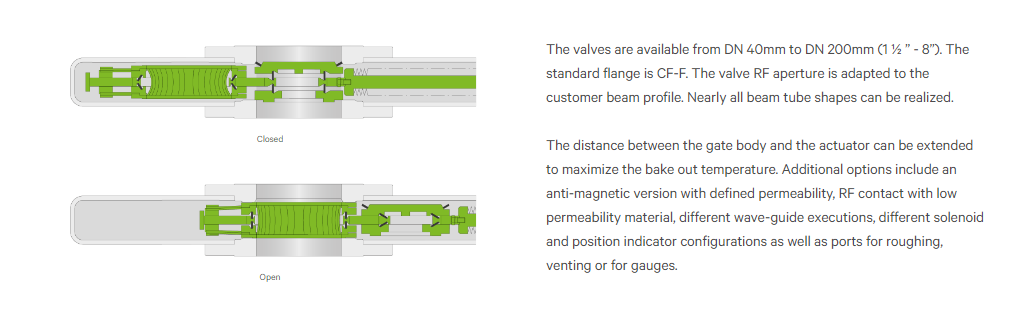 The valves are available from DN 40mm to DN 200mm (1 ½ ” - 8”). The
standard flange is CF-F. The valve RF aperture is adapted to the
customer beam profile. Nearly all beam tube shapes can be realized.
Closed
The distance between the gate body and the actuator can be extended
to maximize the bake out temperature. Additional options include an
anti-magnetic version with defined permeability, RF contact with low
permeability material, different wave-guide executions, different solenoid
and position indicator configurations as well as ports for roughing,
venting or for gauges.
Open